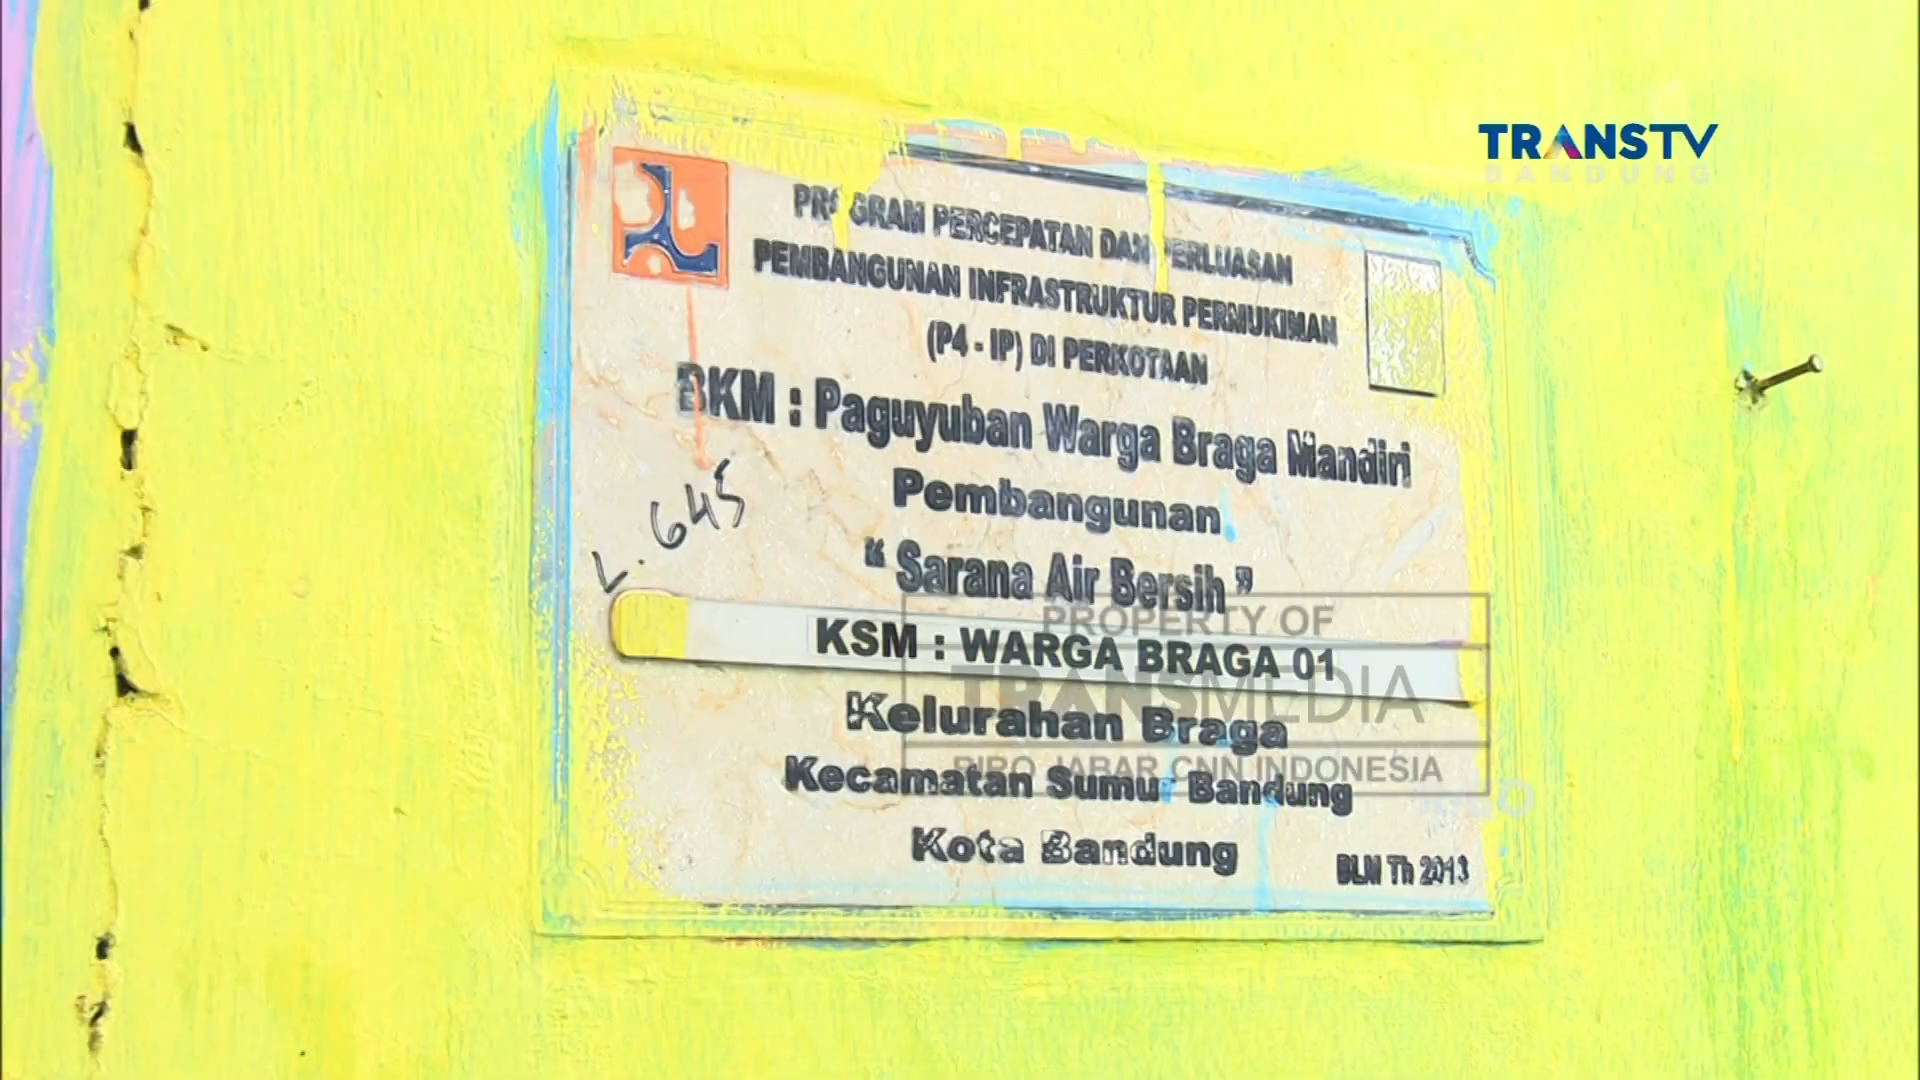 TRANSTV
BANDUNG
PROGRAM PERCEPATAN DAN PERLUASAN
PEMBANGUNAN INFRASTRUKTUR PERMUKIMAN
(P4 - IP) DI PERKOTAAN
BKM : Paguyuban Warga Braga Mandiri
Pembangunan
L. 645
“ Sarana Air Bersih ”
KSM : WARGA BRAGA 01
Kelurahan Braga
Kecamatan Sumur Bandung
Kota Bandung
BLM Th 2013
PROPERTY OF
TRANSMEDIA
BIRO JABAR CNN INDONESIA